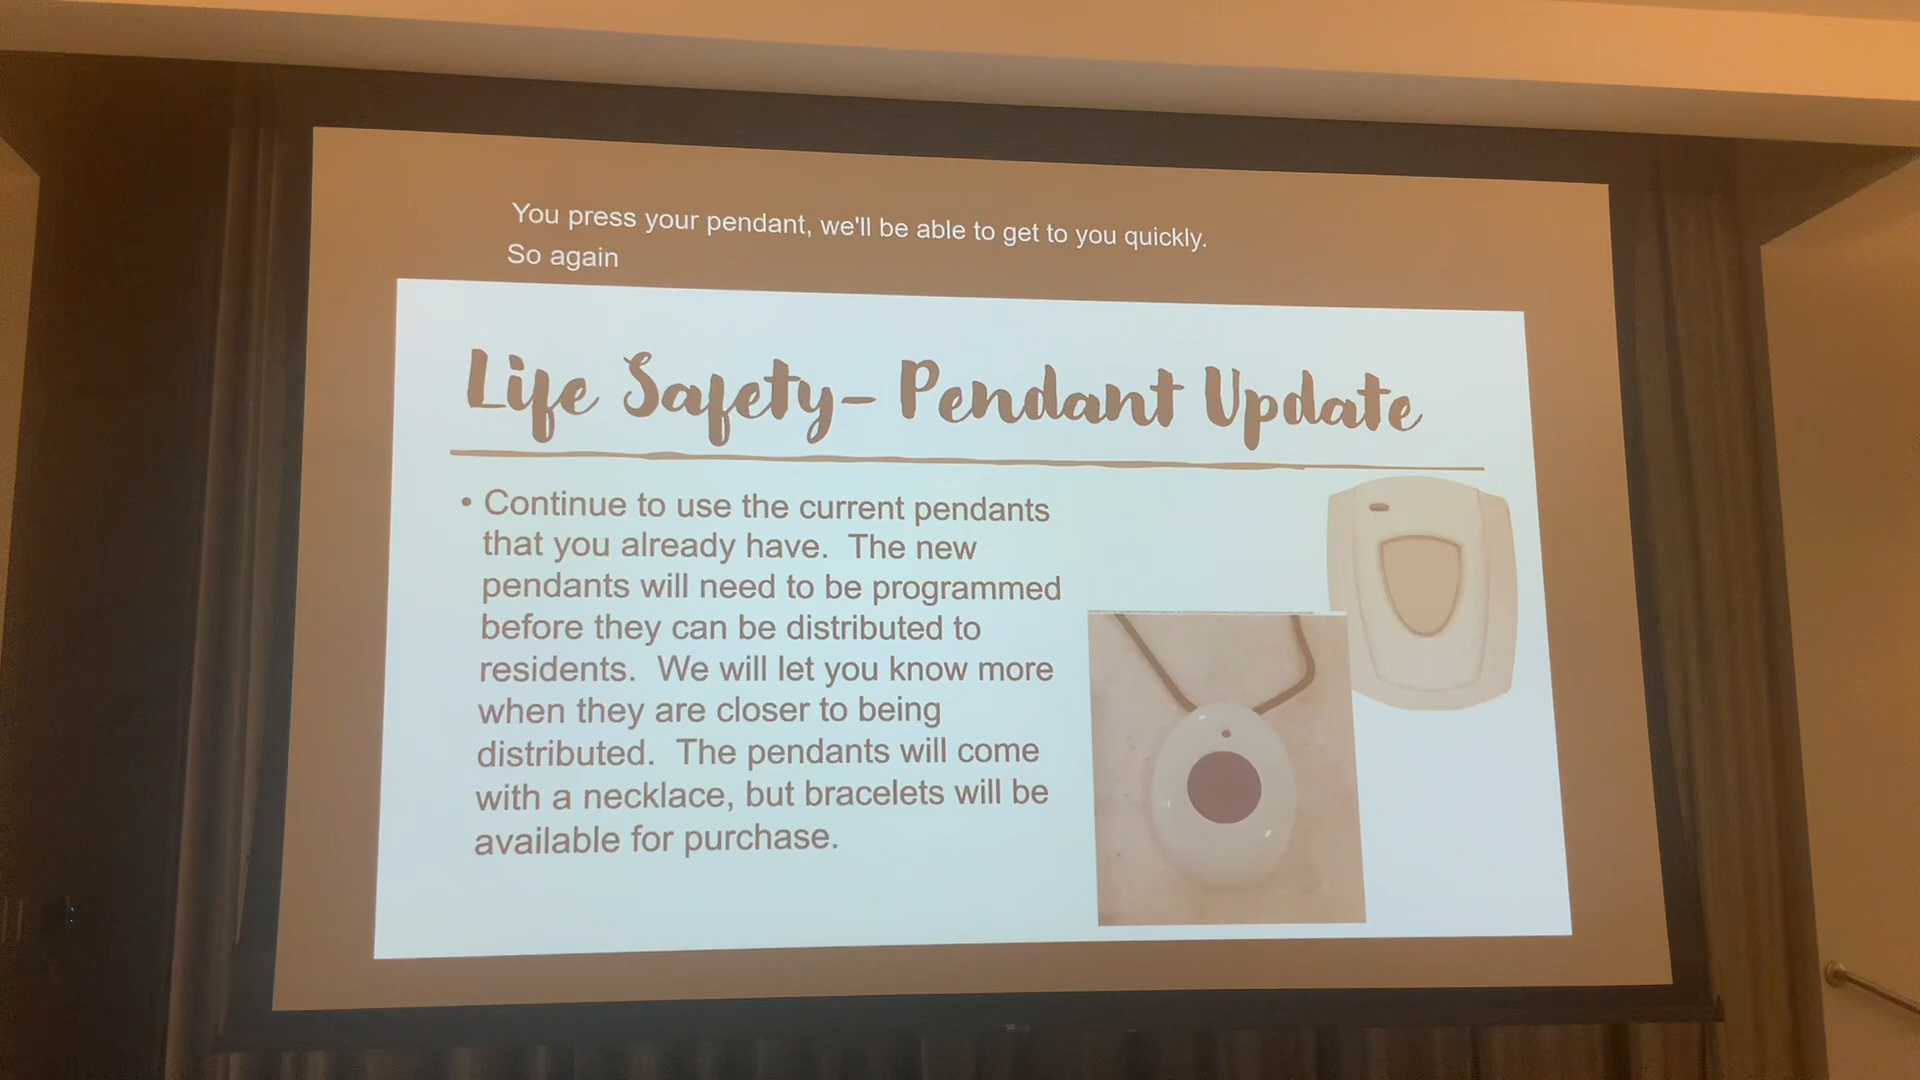 You press your pendant, we'll be able to get to you quickly.
So again
Life Safety- Pendant Update
• Continue to use the current pendants
that you already have.  The new
pendants will need to be programmed
before they can be distributed to
residents.  We will let you know more
when they are closer to being
distributed.  The pendants will come
with a necklace, but bracelets will be
available for purchase.